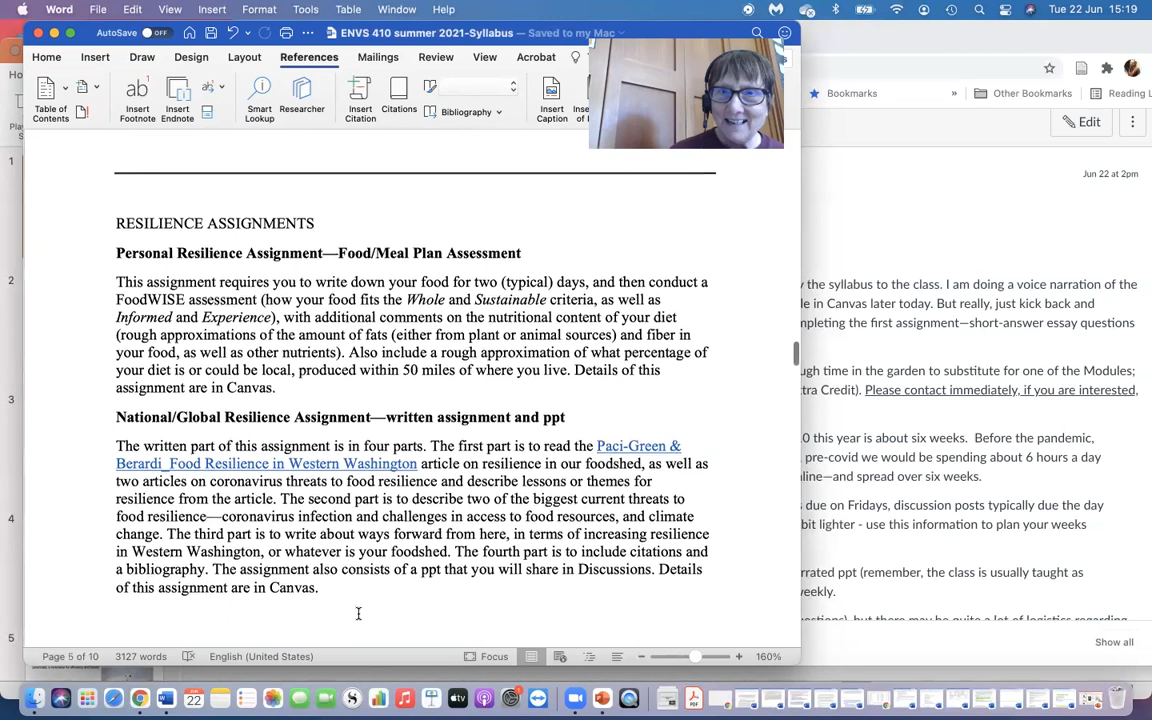 Word File Edit View Insert Format Tools Table Window Help
Tue 22 Jun 15:19
AutoSave OFF
ENVS 410 summer 2021-Syllabus — Saved to my Mac
Home Insert Draw Design Layout References Mailings Review View Acrobat
Table of Contents
Insert Footnote
Insert Endnote
Smart Lookup
Researcher
Insert Citation
Citations
Bibliography
Insert Caption
Bookmarks
Other Bookmarks
Reading L
Edit
Jun 22 at 2pm
RESILIENCE ASSIGNMENTS
Personal Resilience Assignment—Food/Meal Plan Assessment
This assignment requires you to write down your food for two (typical) days, and then conduct a
FoodWISE assessment (how your food fits the Whole and Sustainable criteria, as well as
Informed and Experience), with additional comments on the nutritional content of your diet
(rough approximations of the amount of fats (either from plant or animal sources) and fiber in
your food, as well as other nutrients). Also include a rough approximation of what percentage of
your diet is or could be local, produced within 50 miles of where you live. Details of this
assignment are in Canvas.
National/Global Resilience Assignment—written assignment and ppt
The written part of this assignment is in four parts. The first part is to read the Paci-Green &
Berardi_Food Resilience in Western Washington article on resilience in our foodshed, as well as
two articles on coronavirus threats to food resilience and describe lessons or themes for
resilience from the article. The second part is to describe two of the biggest current threats to
food resilience—coronavirus infection and challenges in access to food resources, and climate
change. The third part is to write about ways forward from here, in terms of increasing resilience
in Western Washington, or whatever is your foodshed. The fourth part is to include citations and
a bibliography. The assignment also consists of a ppt that you will share in Discussions. Details
of this assignment are in Canvas.
the syllabus to the class. I am doing a voice narration of the
le in Canvas later today. But really, just kick back and
mpleting the first assignment—short-answer essay questions
ugh time in the garden to substitute for one of the Modules;
tra Credit). Please contact immediately, if you are interested,
0 this year is about six weeks. Before the pandemic,
pre-covid we would be spending about 6 hours a day
nline—and spread over six weeks.
s due on Fridays, discussion posts typically due the day
bit lighter - use this information to plan your weeks
rrated ppt (remember, the class is usually taught as
weekly.
estions), but there may be quite a lot of logistics regarding
Show all
1
2
3
4
5
Page 5 of 10 3127 words English (United States) Focus 160%